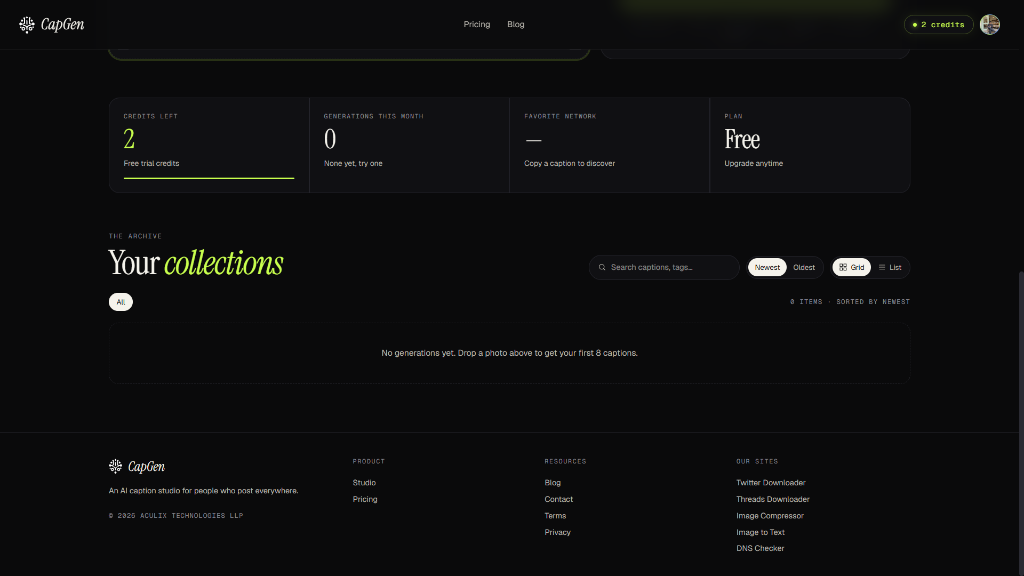 CapGen
Pricing
Blog
2 credits
CREDITS LEFT
2
Free trial credits
GENERATIONS THIS MONTH
0
None yet, try one
FAVORITE NETWORK
—
Copy a caption to discover
PLAN
Free
Upgrade anytime
THE ARCHIVE
Your collections
Search captions, tags...
Newest
Oldest
Grid
List
All
0 ITEMS · SORTED BY NEWEST
No generations yet. Drop a photo above to get your first 8 captions.
CapGen
An AI caption studio for people who post everywhere.
© 2026 ACULIX TECHNOLOGIES LLP
PRODUCT
Studio
Pricing
RESOURCES
Blog
Contact
Terms
Privacy
OUR SITES
Twitter Downloader
Threads Downloader
Image Compressor
Image to Text
DNS Checker